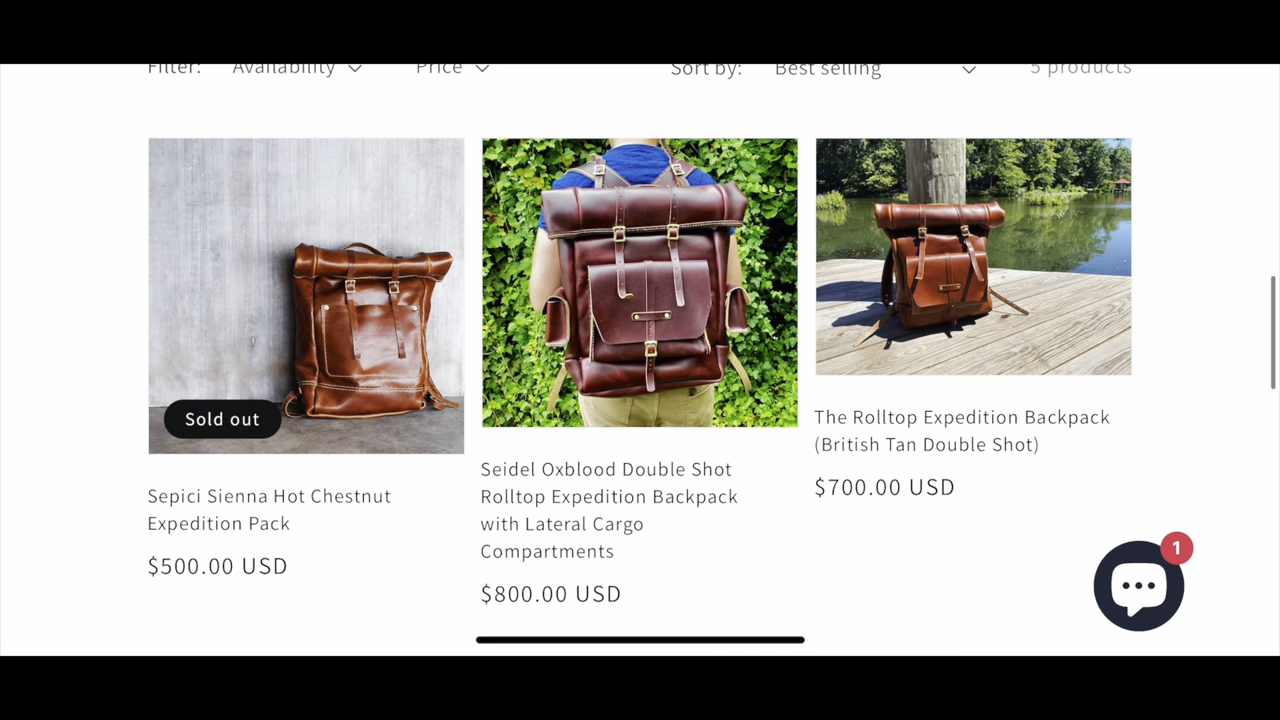 Filter: Availability Price Sort by: Best selling 5 products
Sold out
Sepici Sienna Hot Chestnut
Expedition Pack
$500.00 USD
Seidel Oxblood Double Shot
Rolltop Expedition Backpack
with Lateral Cargo
Compartments
$800.00 USD
The Rolltop Expedition Backpack
(British Tan Double Shot)
$700.00 USD
1